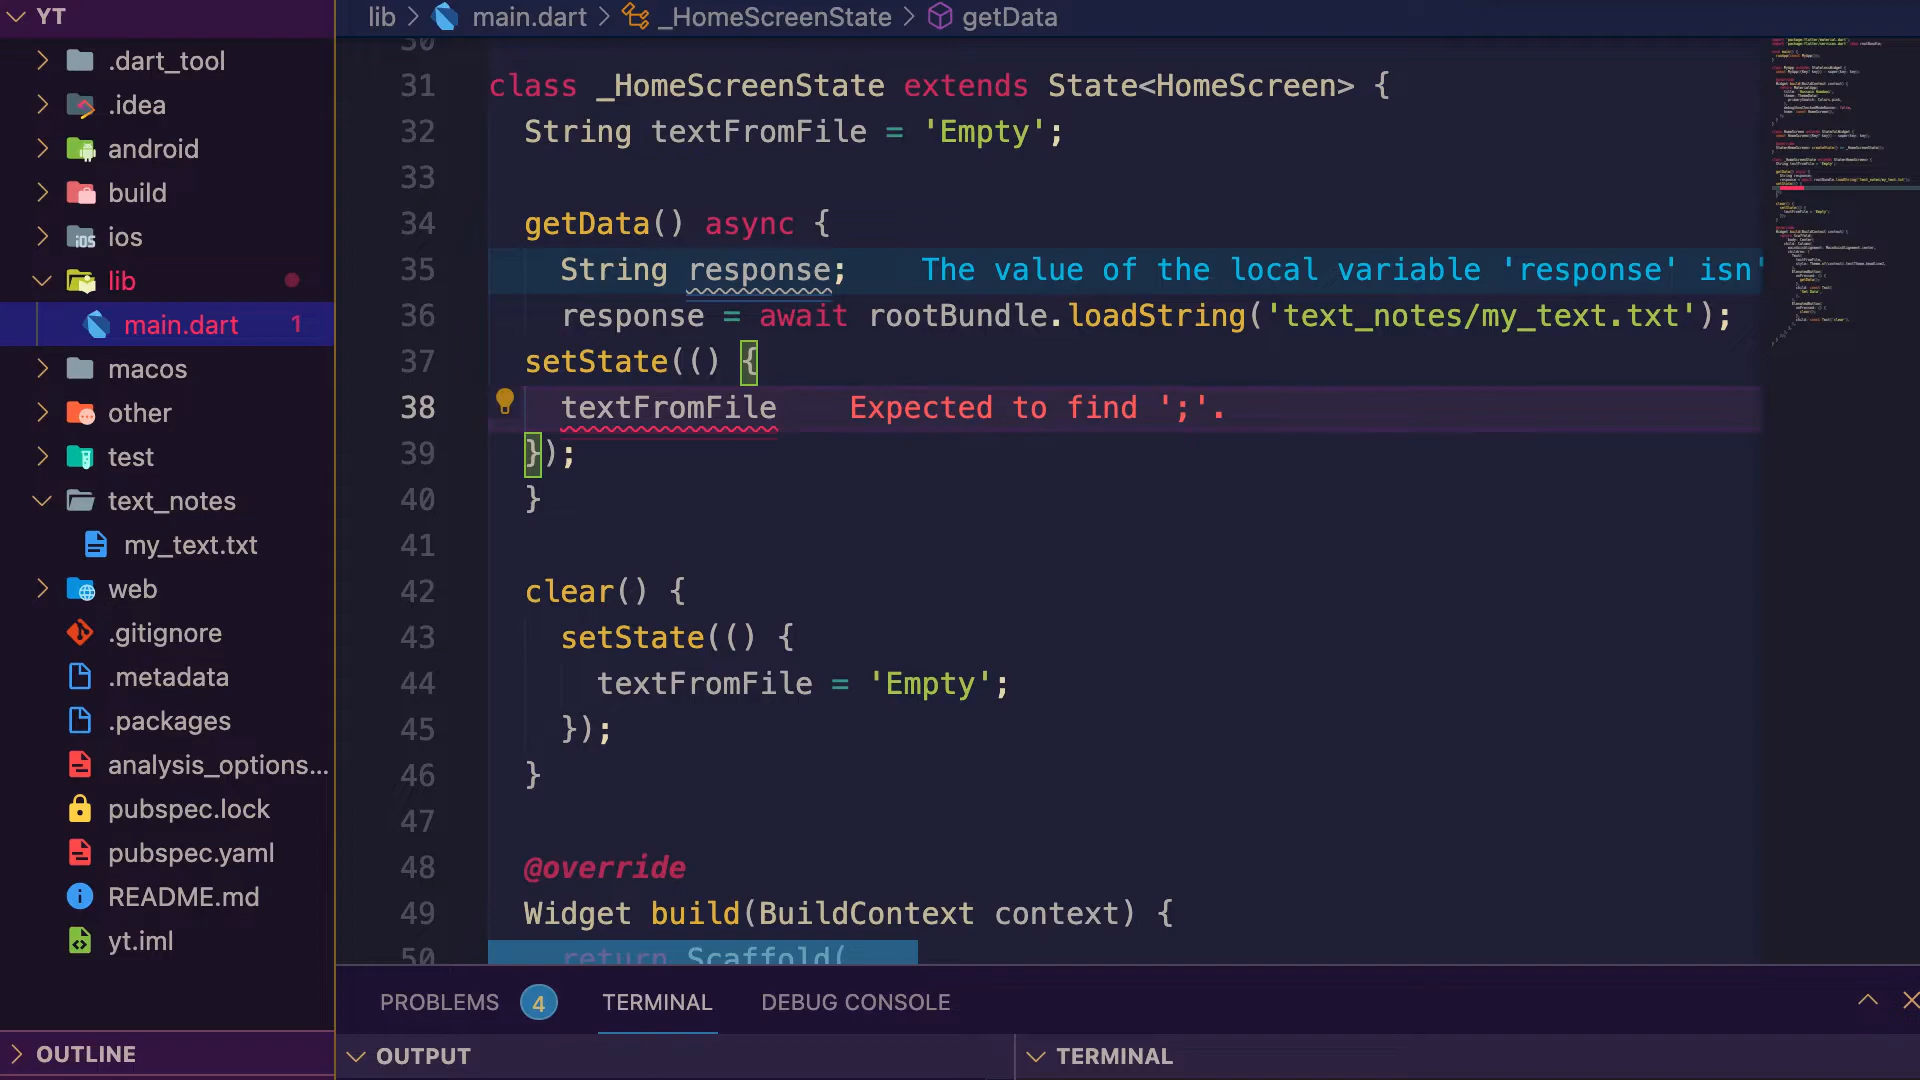 YT
.dart_tool
.idea
android
build
ios
lib
main.dart 1
macos
other
test
text_notes
my_text.txt
web
.gitignore
.metadata
.packages
analysis_options...
pubspec.lock
pubspec.yaml
README.md
yt.iml
OUTLINE
lib > main.dart > _HomeScreenState > getData
30
31 class _HomeScreenState extends State<HomeScreen> {
32 String textFromFile = 'Empty';
33
34 getData() async {
35 String response; The value of the local variable 'response' isn'
36 response = await rootBundle.loadString('text_notes/my_text.txt');
37 setState(() {
38 textFromFile Expected to find ';'.
39 });
40 }
41
42 clear() {
43 setState(() {
44 textFromFile = 'Empty';
45 });
46 }
47
48 @override
49 Widget build(BuildContext context) {
50 return Scaffold(
PROBLEMS 4 TERMINAL DEBUG CONSOLE
OUTPUT
TERMINAL